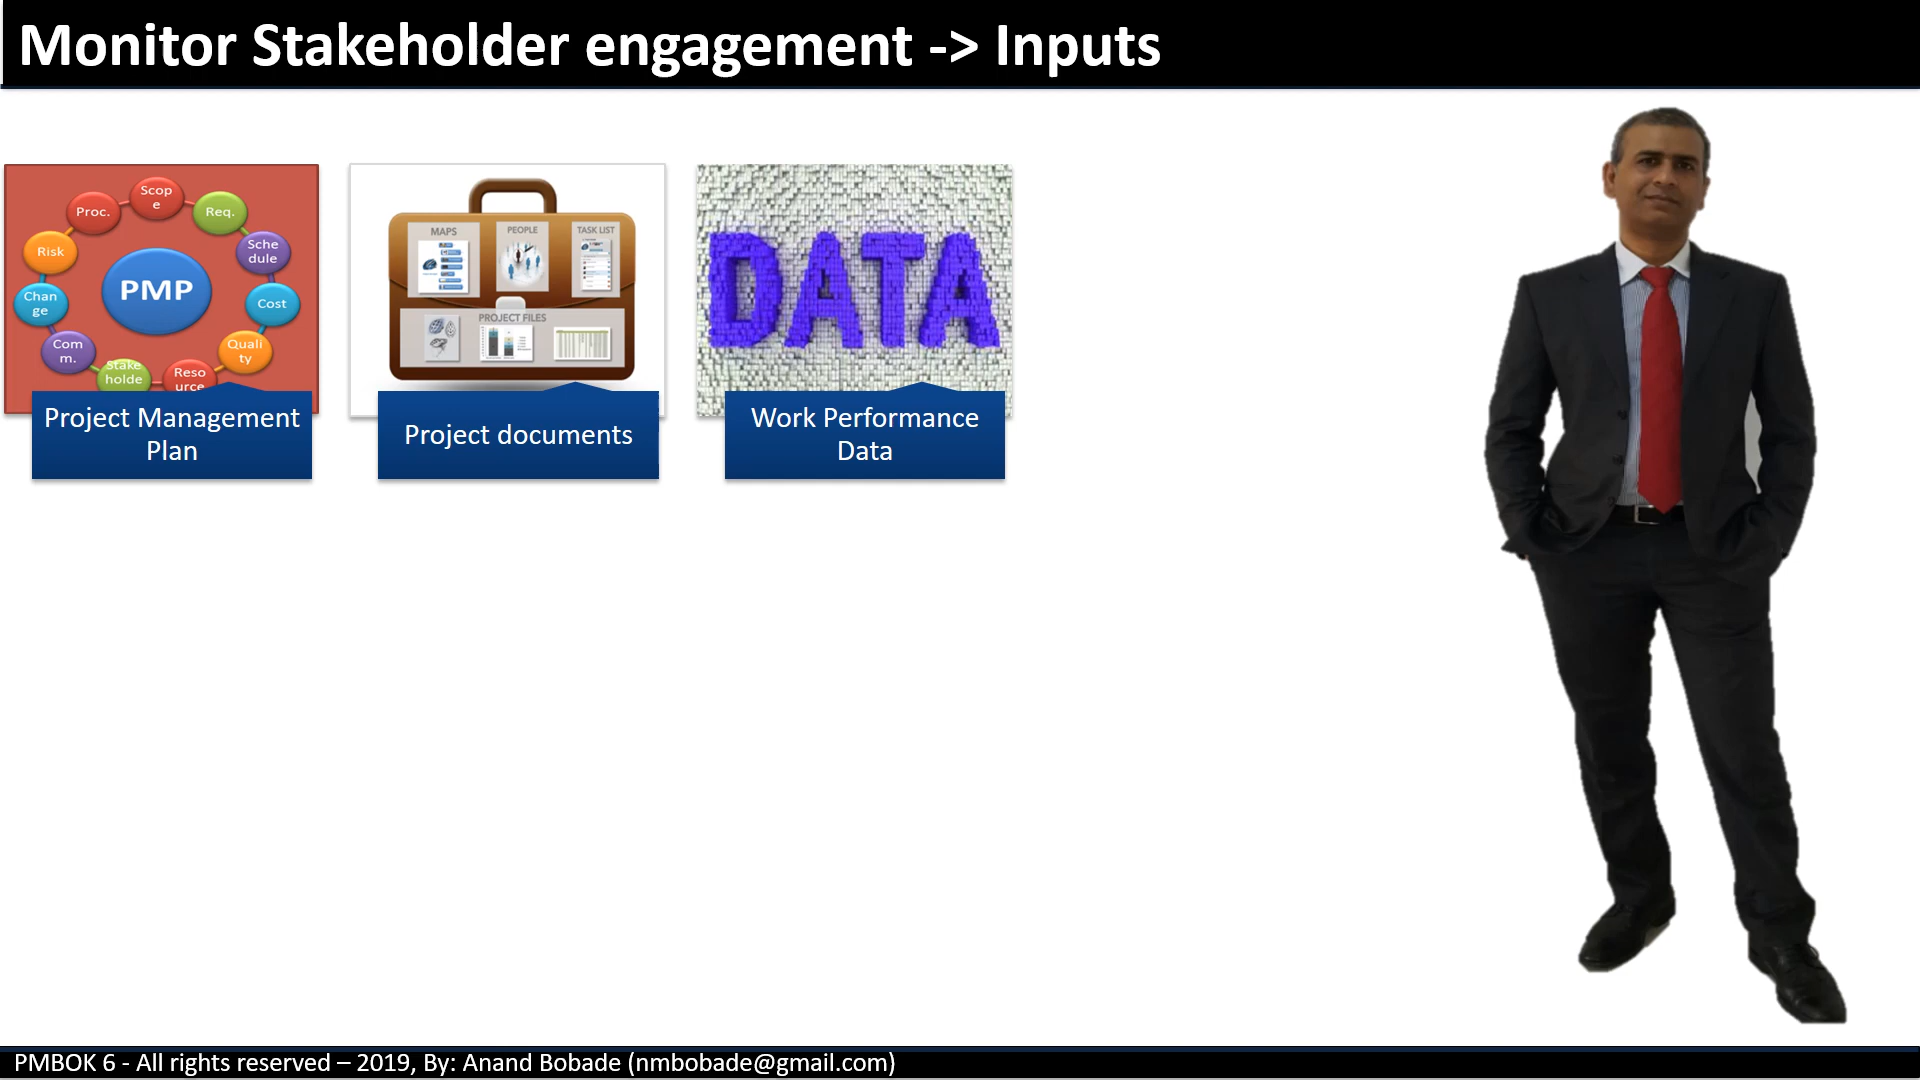 Monitor Stakeholder engagement -> Inputs
Scop
e
Proc.
Req.
Risk
Sche
dule
PMP
Chan
ge
Cost
Com
m.
Quali
ty
Stake
holde
Reso
urce
Project Management
Plan
MAPS
PEOPLE
TASK LIST
PROJECT FILES
Project documents
DATA
Work Performance
Data
PMBOK 6 - All rights reserved – 2019, By: Anand Bobade (nmbobade@gmail.com)